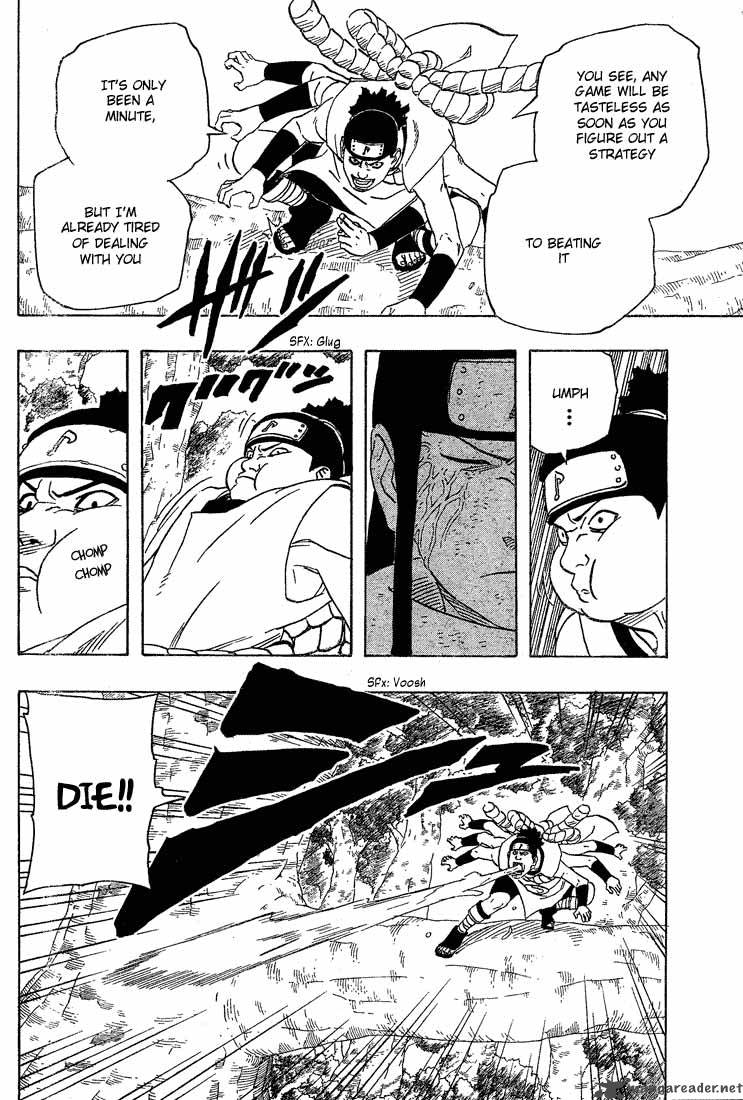 YOU SEE, ANY
GAME WILL BE
TASTELESS AS
SOON AS YOU
FIGURE OUT A
STRATEGY
TO BEATING
IT
IT'S ONLY
BEEN A
MINUTE,
BUT I'M
ALREADY TIRED
OF DEALING
WITH YOU
UMPH
...
SFX: Glug
CHOMP
CHOMP
SFx: Voosh
DIE!!
mangareader.net